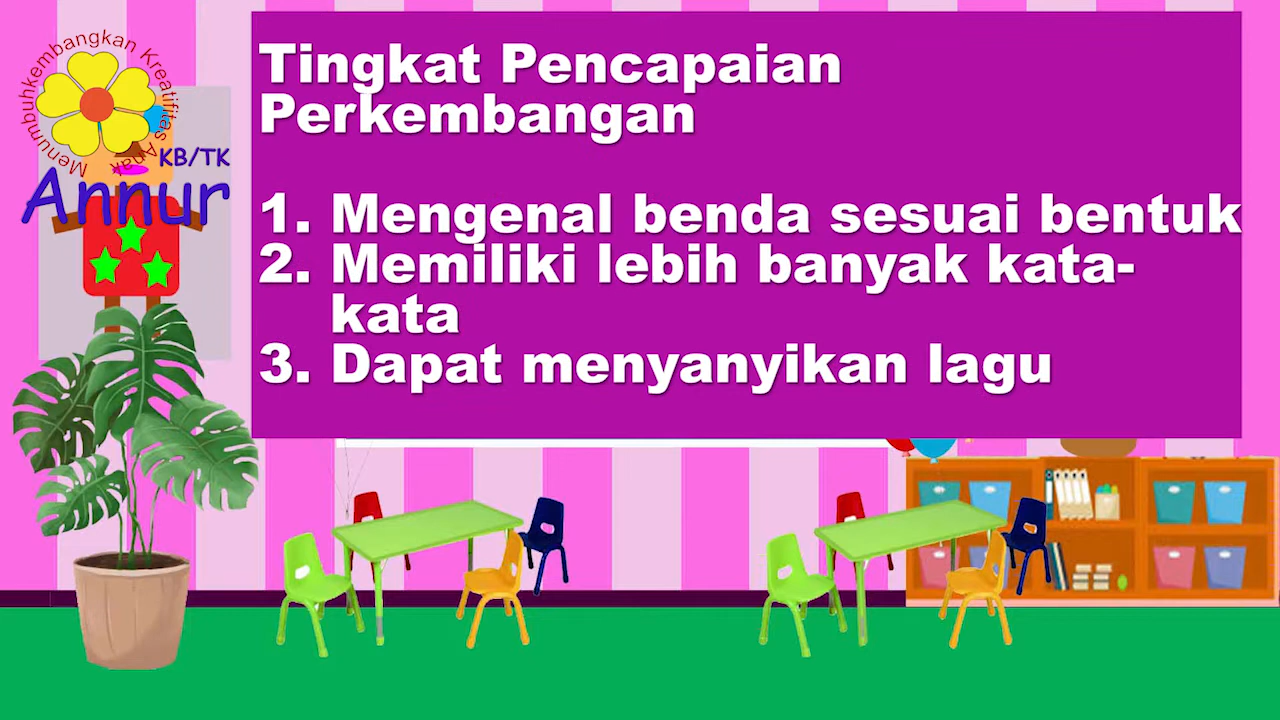 Menumbuhkembangkan Kreatifitas Anak
KB/TK
Annur
Tingkat Pencapaian
Perkembangan
1. Mengenal benda sesuai bentuk
2. Memiliki lebih banyak kata-
kata
3. Dapat menyanyikan lagu